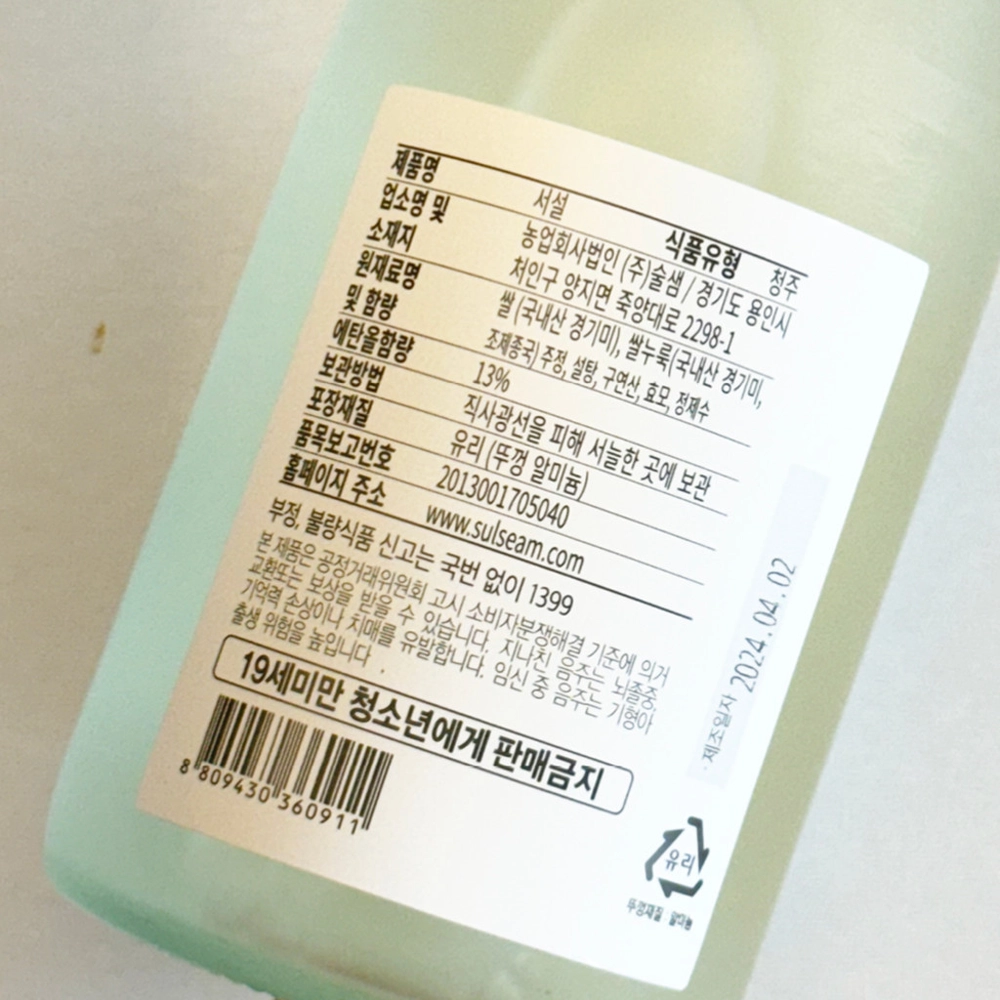 제품명 서설 식품유형 청주
업소명 및 농업회사법인 (주)술샘 / 경기도 용인시
소재지 처인구 양지면 죽양대로 2298-1
원재료명 쌀 (국내산 경기미), 쌀누룩(국내산 경기미,
및 함량 조제종국, 주정, 설탕, 구연산, 효모, 정제수
에탄올함량 13%
보관방법 직사광선을 피해 서늘한 곳에 보관
포장재질 유리 (뚜껑 알미늄)
품목보고번호 2013001705040
홈페이지 주소 www.sulseam.com
부정, 불량식품 신고는 국번 없이 1399
본 제품은 공정거래위원회 고시 소비자분쟁해결 기준에 의거
교환또는 보상을 받을 수 있습니다. 지나친 음주는 뇌졸중,
기억력 손상이나 치매를 유발합니다. 임신 중 음주는 기형아
출생 위험을 높입니다.
19세미만 청소년에게 판매금지
8 809430 360911
제조일자 2024.04.02
유리
뚜껑재질 알미늄